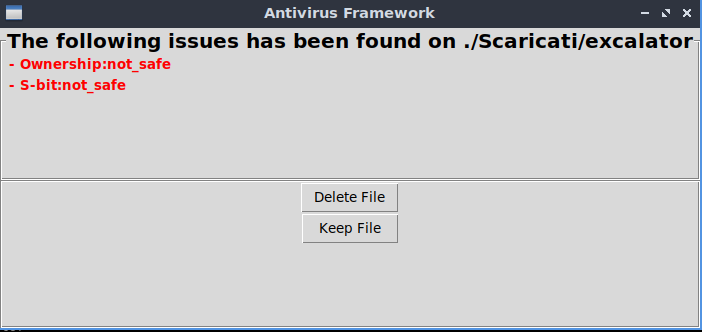 Antivirus Framework
The following issues has been found on ./Scaricati/excalator
- Ownership:not_safe
- S-bit:not_safe
Delete File
Keep File